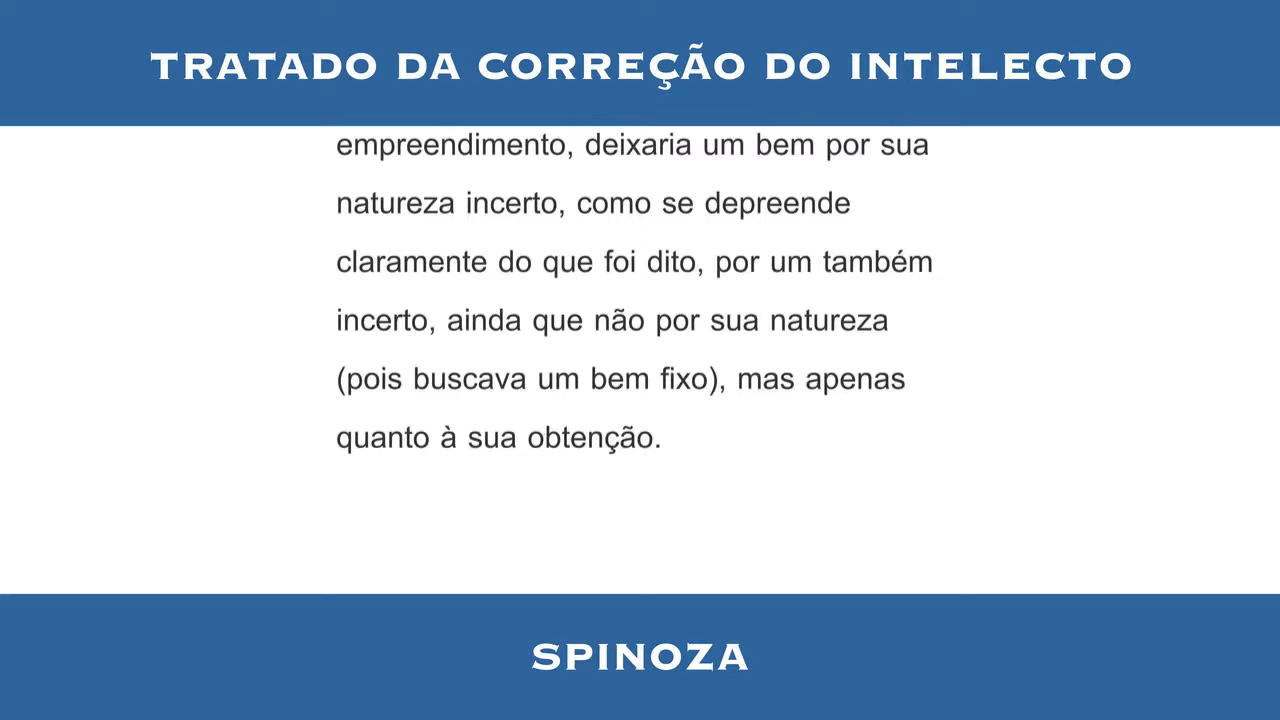 TRATADO DA CORREÇÃO DO INTELECTO
empreendimento, deixaria um bem por sua
natureza incerto, como se depreende
claramente do que foi dito, por um também
incerto, ainda que não por sua natureza
(pois buscava um bem fixo), mas apenas
quanto à sua obtenção.
SPINOZA